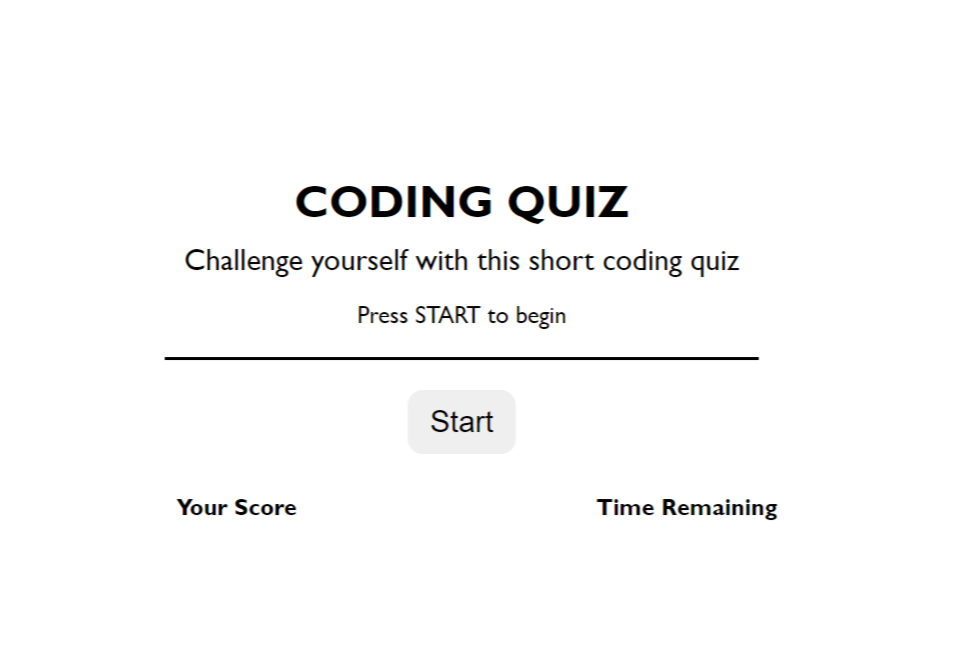 CODING QUIZ
Challenge yourself with this short coding quiz
Press START to begin
Start
Your Score
Time Remaining